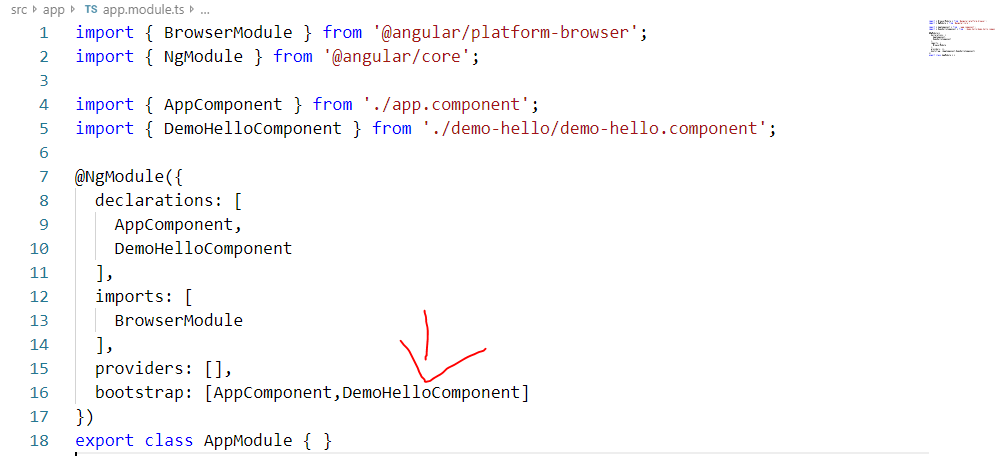 src > app > TS app.module.ts > ...
1 import { BrowserModule } from '@angular/platform-browser';
2 import { NgModule } from '@angular/core';
3
4 import { AppComponent } from './app.component';
5 import { DemoHelloComponent } from './demo-hello/demo-hello.component';
6
7 @NgModule({
8 declarations: [
9 AppComponent,
10 DemoHelloComponent
11 ],
12 imports: [
13 BrowserModule
14 ],
15 providers: [],
16 bootstrap: [AppComponent,DemoHelloComponent]
17 })
18 export class AppModule { }